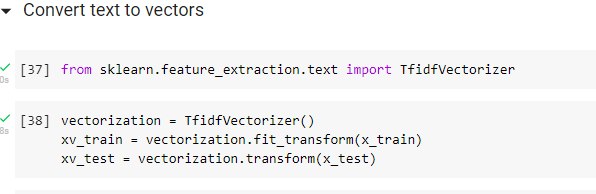 Convert text to vectors
[37] from sklearn.feature_extraction.text import TfidfVectorizer
0s
[38] vectorization = TfidfVectorizer()
8s
xv_train = vectorization.fit_transform(x_train)
xv_test = vectorization.transform(x_test)